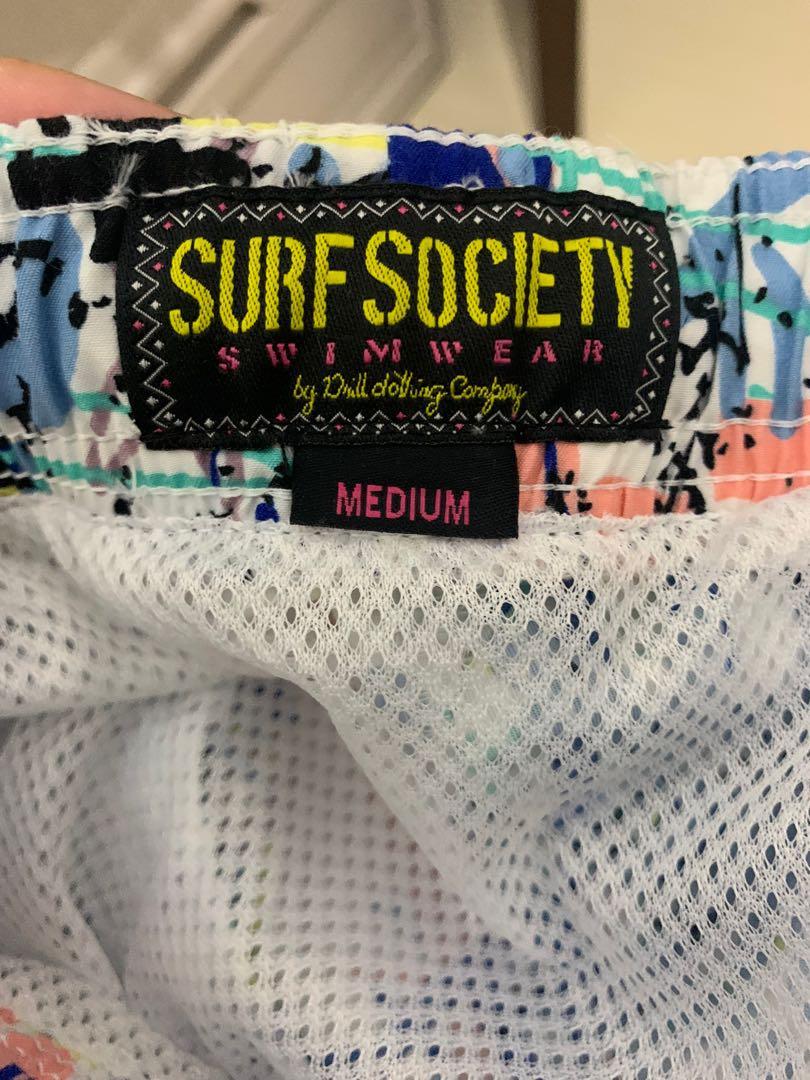 SURF SOCIETY
SWIMWEAR
by Drill clothing Company
MEDIUM